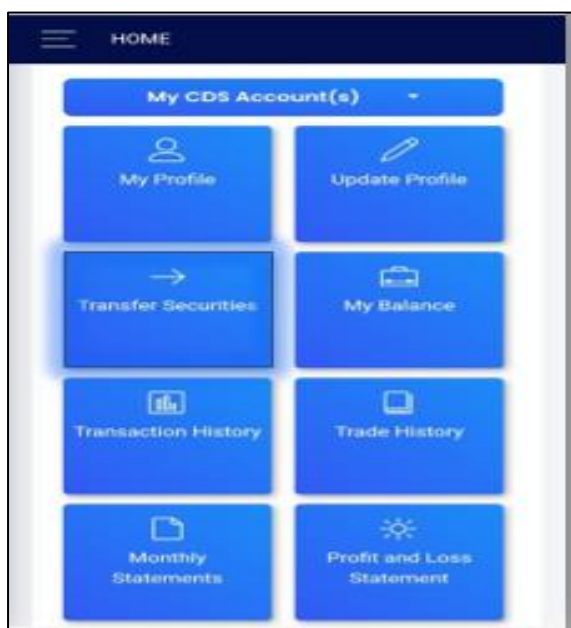 HOME
My CDS Account(s)
My Profile
Update Profile
Transfer Securities
My Balance
Transaction History
Trade History
Monthly
Statements
Profit and Loss
Statement